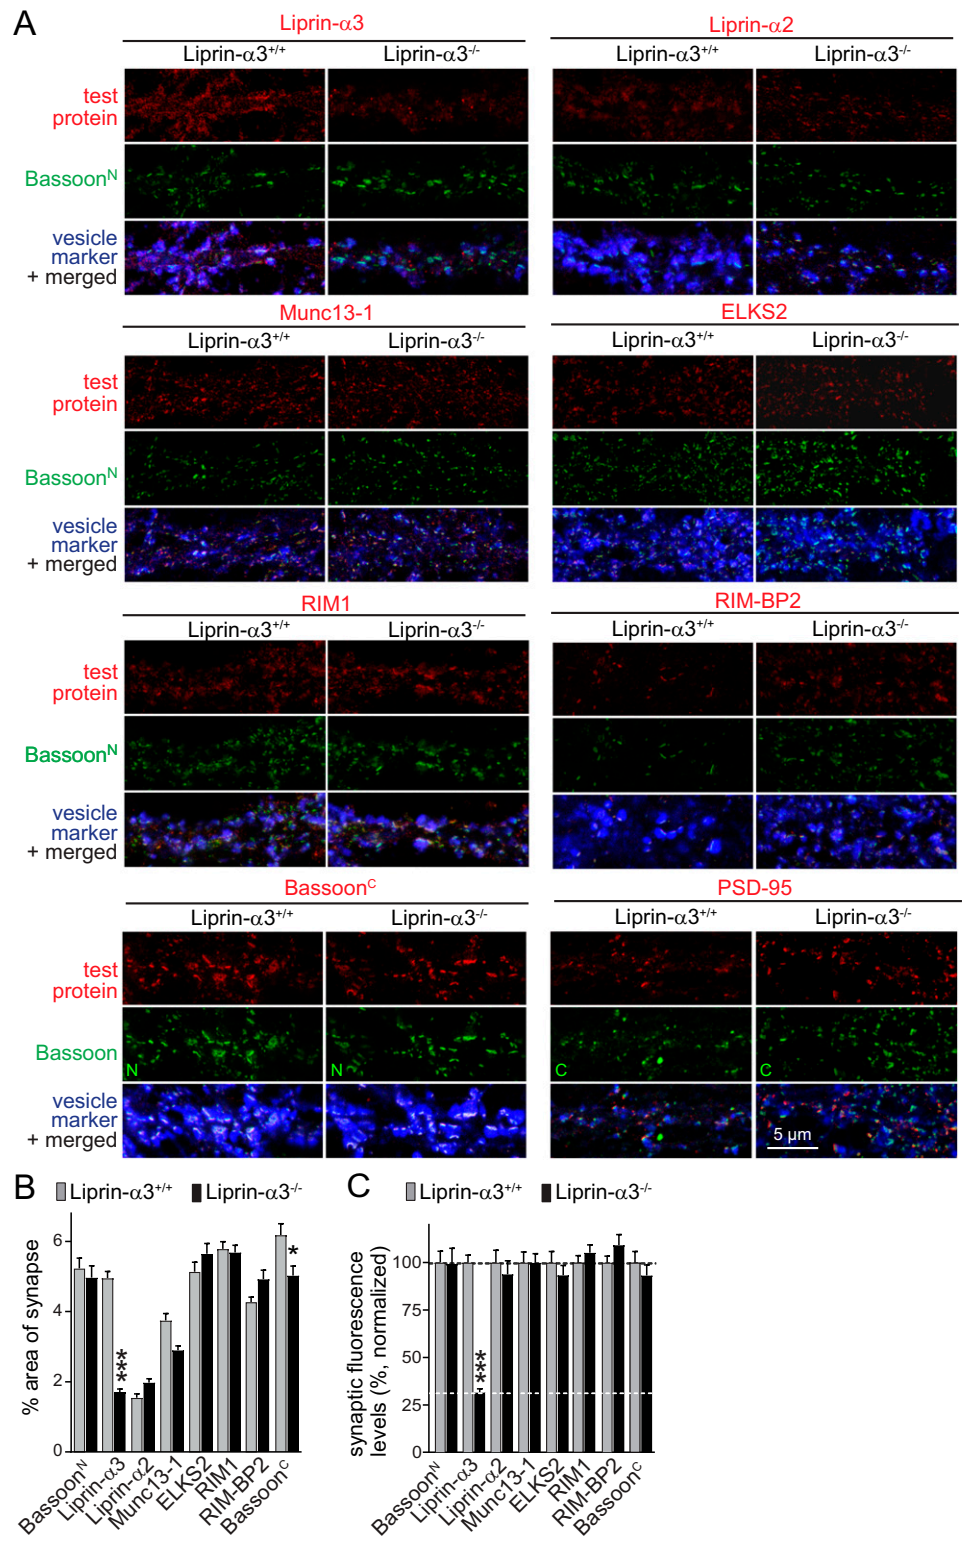 A
Liprin-α3
Liprin-α2
Liprin-α3+/+
Liprin-α3-/-
Liprin-α3+/+
Liprin-α3-/-
test
protein
BassoonN
vesicle
marker
+ merged
Munc13-1
ELKS2
Liprin-α3+/+
Liprin-α3-/-
Liprin-α3+/+
Liprin-α3-/-
test
protein
BassoonN
vesicle
marker
+ merged
RIM1
RIM-BP2
Liprin-α3+/+
Liprin-α3-/-
Liprin-α3+/+
Liprin-α3-/-
test
protein
BassoonN
vesicle
marker
+ merged
BassoonC
PSD-95
Liprin-α3+/+
Liprin-α3-/-
Liprin-α3+/+
Liprin-α3-/-
test
protein
Bassoon
N
N
C
C
vesicle
marker
+ merged
5 µm
B
Liprin-α3+/+
Liprin-α3-/-
% area of synapse
6
4
2
0
***
*
BassoonN
Liprin-α3
Liprin-α2
Munc13-1
ELKS2
RIM1
RIM-BP2
BassoonC
C
Liprin-α3+/+
Liprin-α3-/-
synaptic fluorescence
levels (%, normalized)
100
75
50
25
0
***
BassoonN
Liprin-α3
Liprin-α2
Munc13-1
ELKS2
RIM1
RIM-BP2
BassoonC